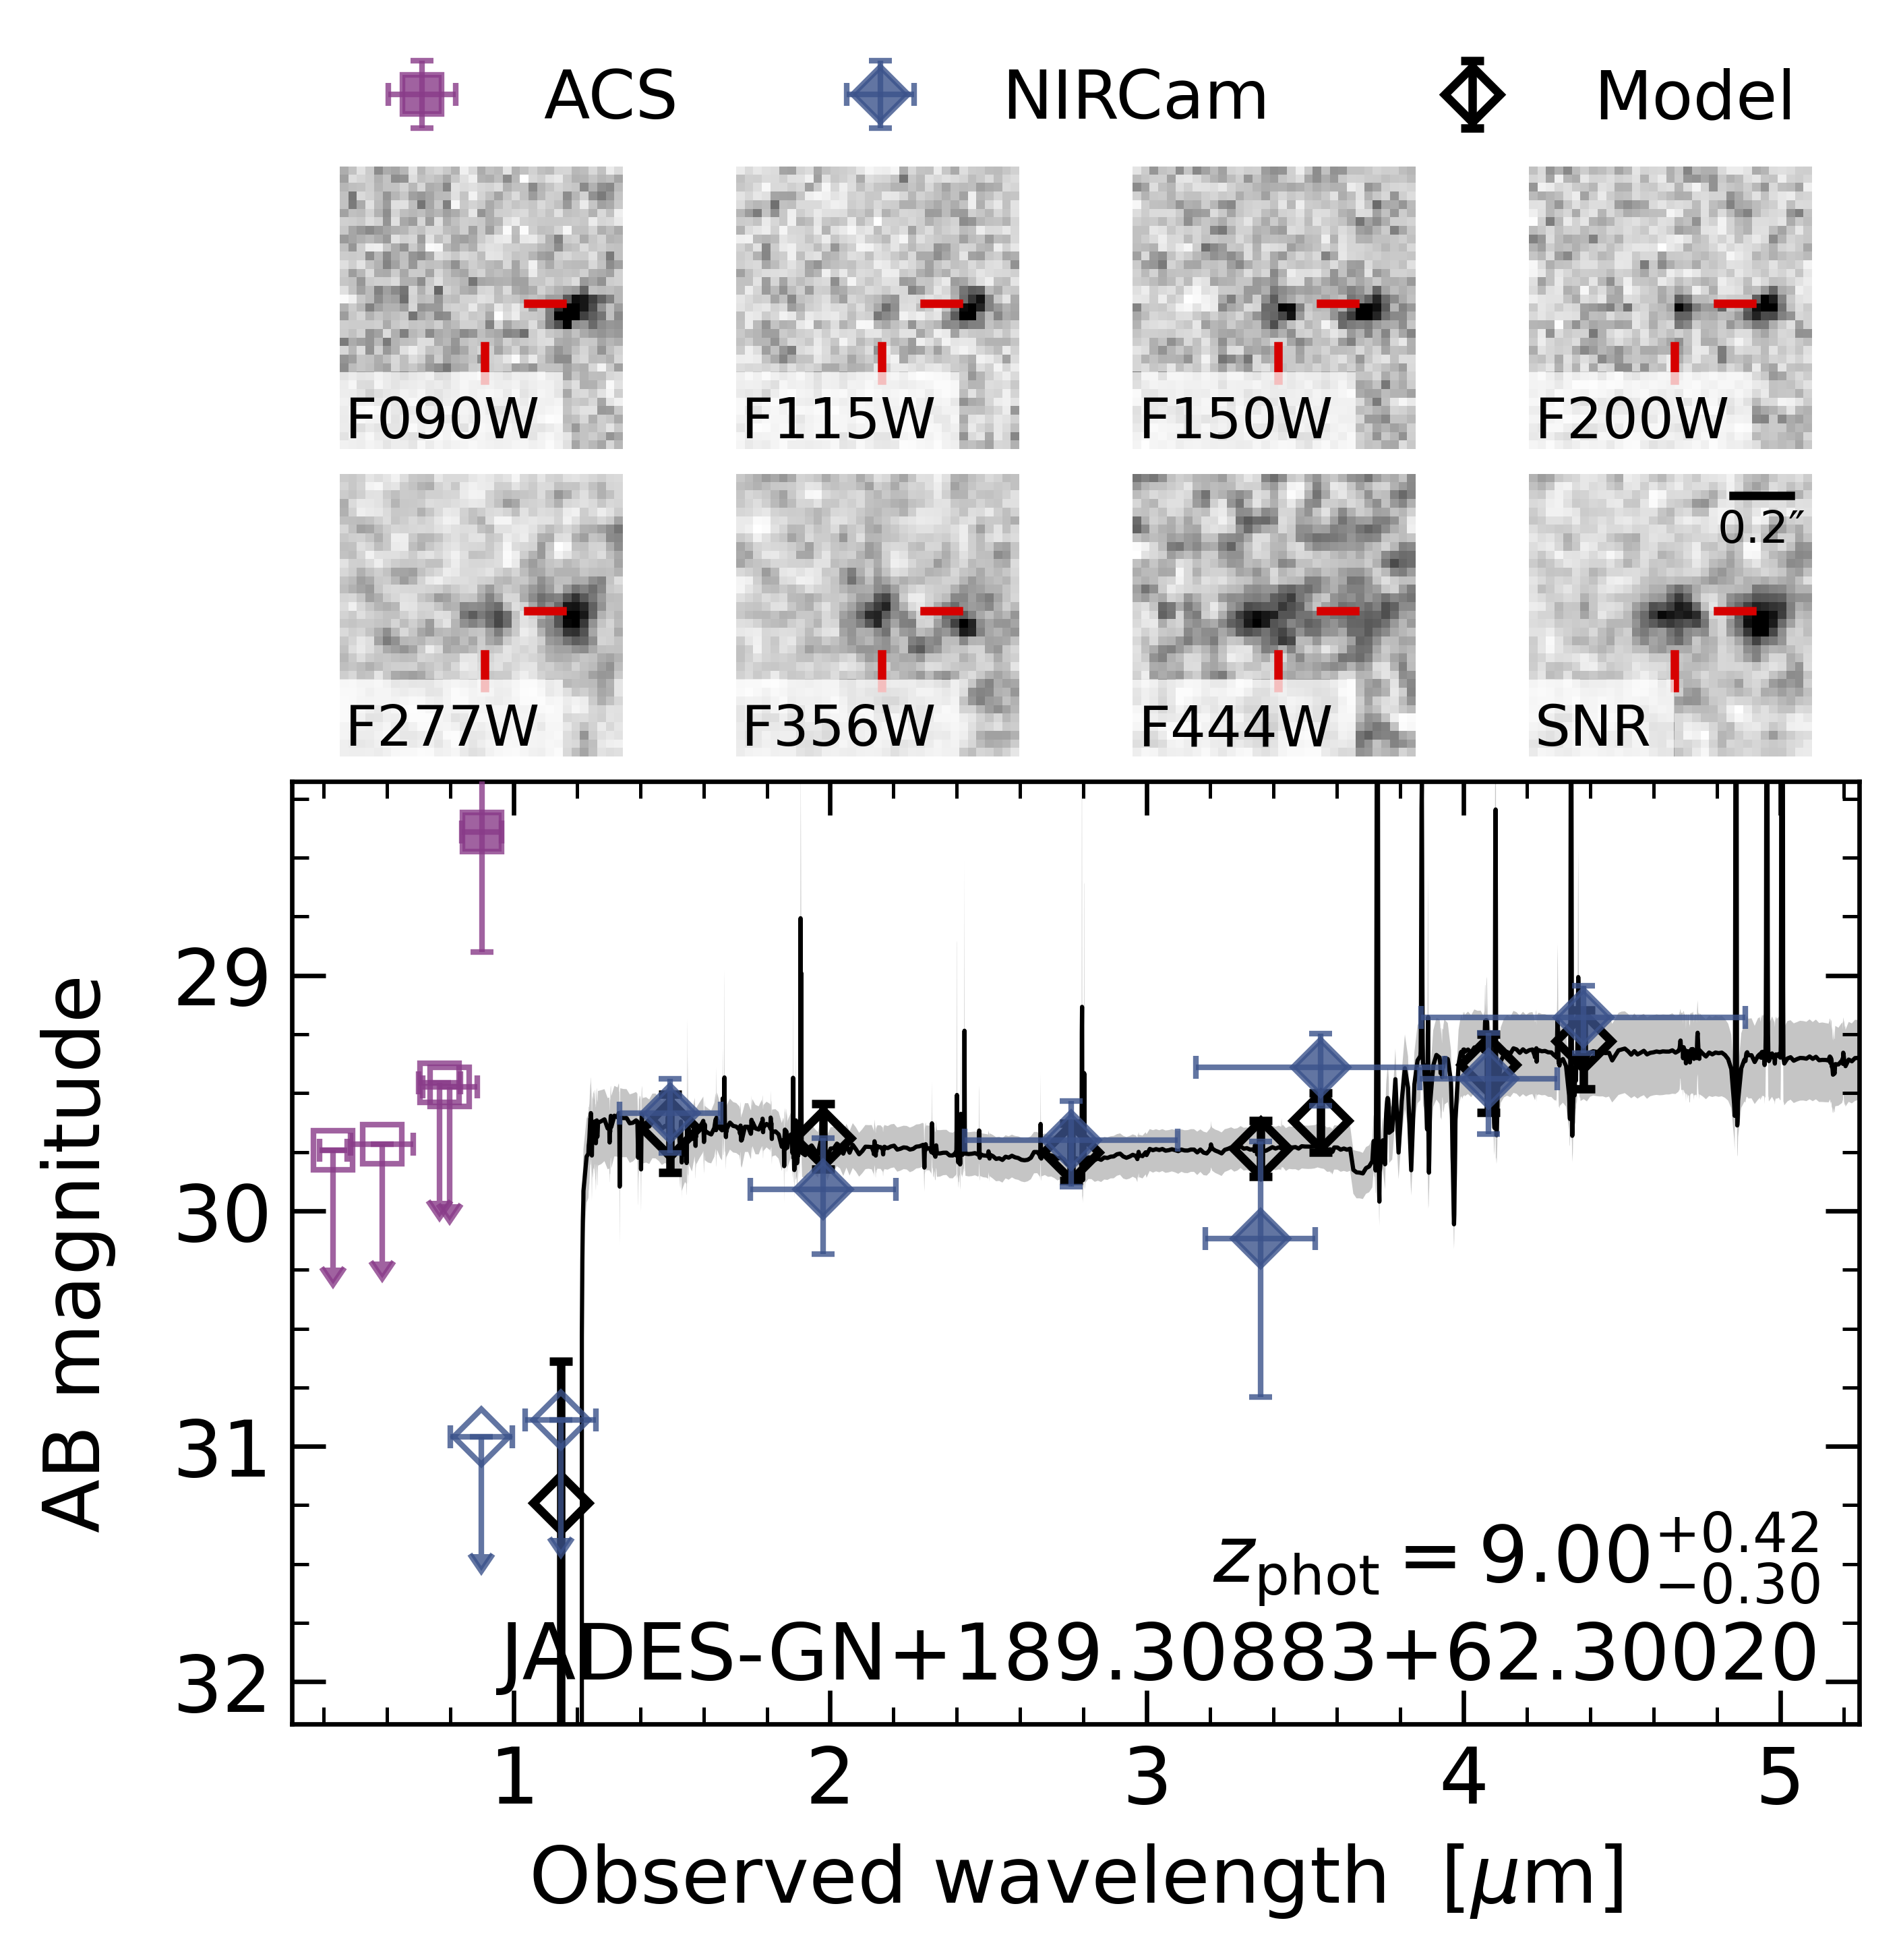 ACS NIRCam Model
F090W F115W F150W F200W
0.2″
F277W F356W F444W SNR
AB magnitude
29
30
31
32
z_phot = 9.00^{+0.42}_{−0.30}
JADES-GN+189.30883+62.30020
1 2 3 4 5
Observed wavelength [μm]